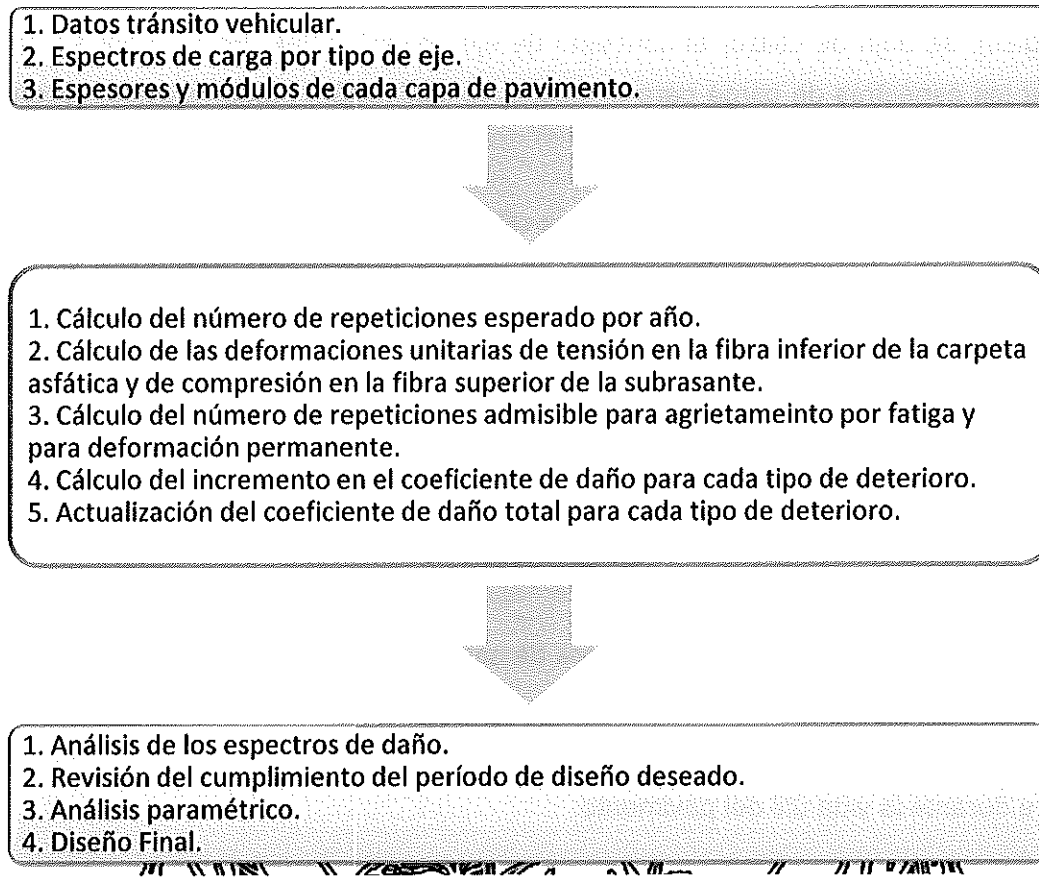 1. Datos tránsito vehicular.
2. Espectros de carga por tipo de eje.
3. Espesores y módulos de cada capa de pavimento.
1. Cálculo del número de repeticiones esperado por año.
2. Cálculo de las deformaciones unitarias de tensión en la fibra inferior de la carpeta
asfática y de compresión en la fibra superior de la subrasante.
3. Cálculo del número de repeticiones admisible para agrietameinto por fatiga y
para deformación permanente.
4. Cálculo del incremento en el coeficiente de daño para cada tipo de deterioro.
5. Actualización del coeficiente de daño total para cada tipo de deterioro.
1. Análisis de los espectros de daño.
2. Revisión del cumplimiento del período de diseño deseado.
3. Análisis paramétrico.
4. Diseño Final.